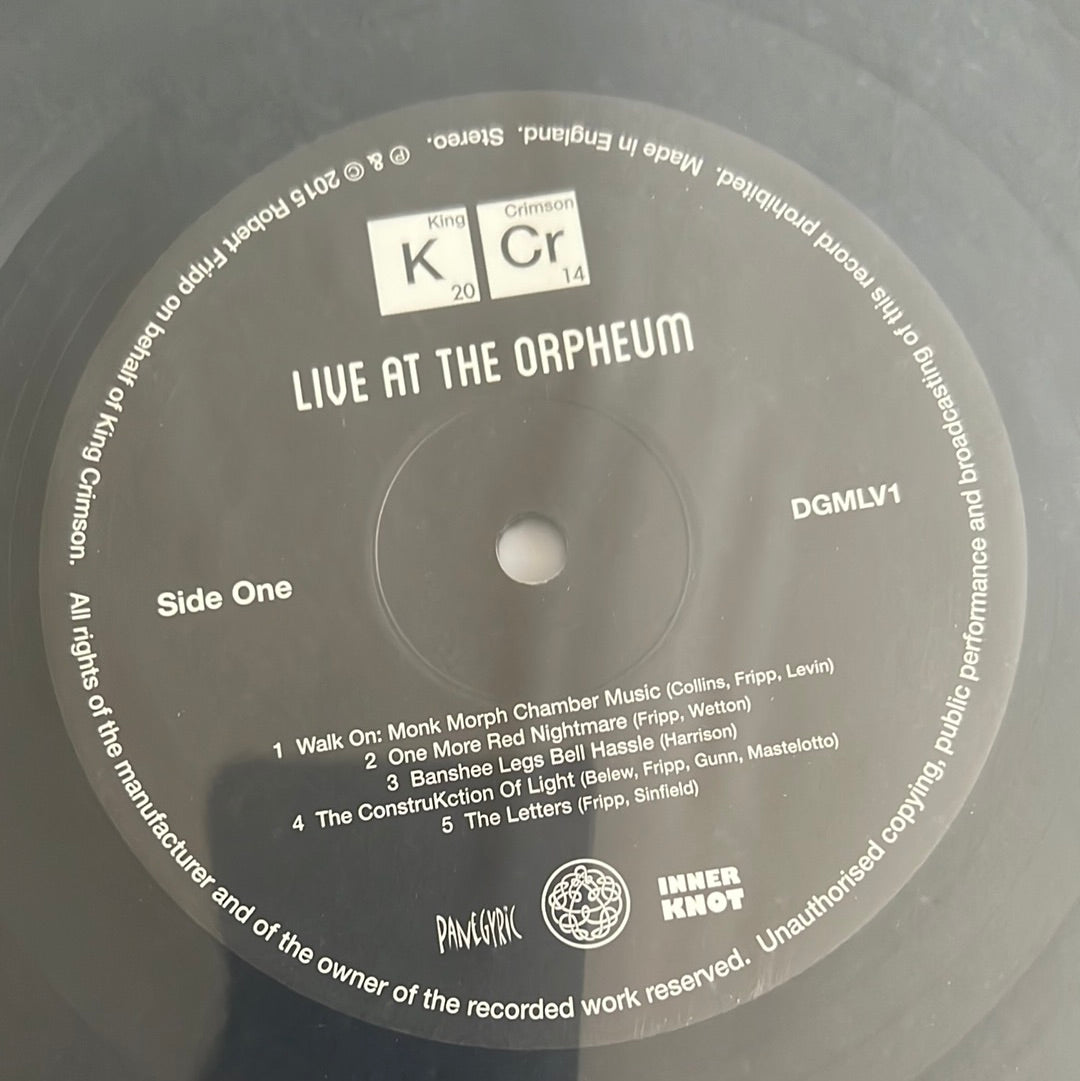 King
K
20
Crimson
Cr
14
LIVE AT THE ORPHEUM
DGMLV1
Side One
1 Walk On: Monk Morph Chamber Music (Collins, Fripp, Levin)
2 One More Red Nightmare (Fripp, Wetton)
3 Banshee Legs Bell Hassle (Harrison)
4 The ConstruKction Of Light (Belew, Fripp, Gunn, Mastelotto)
5 The Letters (Fripp, Sinfield)
PANEGYRIC
INNER
KNOT
℗ & © 2015 Robert Fripp on behalf of King Crimson. All rights of the manufacturer and of the owner of the recorded work reserved. Unauthorised copying, public performance and broadcasting of this record prohibited. Made in England. Stereo.